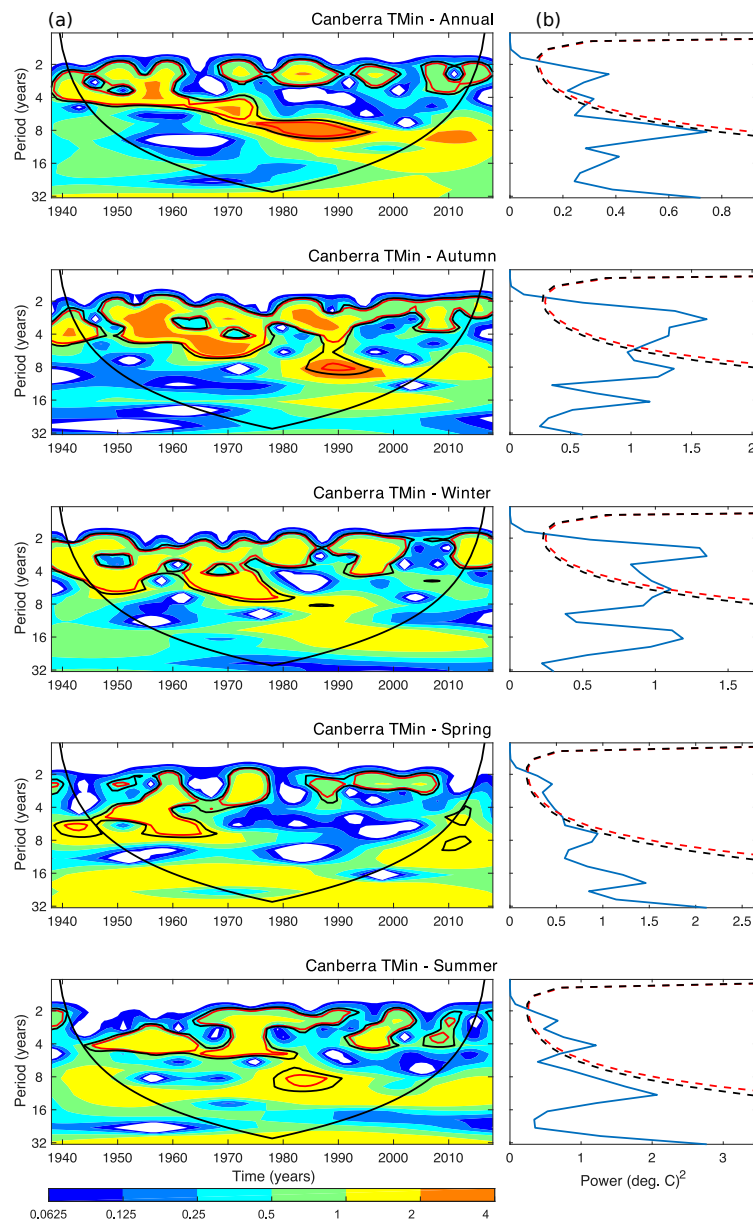 (a)
Canberra TMin - Annual
(b)
Period (years)
2
4
8
16
32
1940 1950 1960 1970 1980 1990 2000 2010
0 0.2 0.4 0.6 0.8
Canberra TMin - Autumn
Period (years)
2
4
8
16
32
1940 1950 1960 1970 1980 1990 2000 2010
0 0.5 1 1.5 2
Canberra TMin - Winter
Period (years)
2
4
8
16
32
1940 1950 1960 1970 1980 1990 2000 2010
0 0.5 1 1.5
Canberra TMin - Spring
Period (years)
2
4
8
16
32
1940 1950 1960 1970 1980 1990 2000 2010
0 0.5 1 1.5 2 2.5
Canberra TMin - Summer
Period (years)
2
4
8
16
32
1940 1950 1960 1970 1980 1990 2000 2010
0 1 2 3
Time (years)
Power (deg. C)²
0.0625 0.125 0.25 0.5 1 2 4